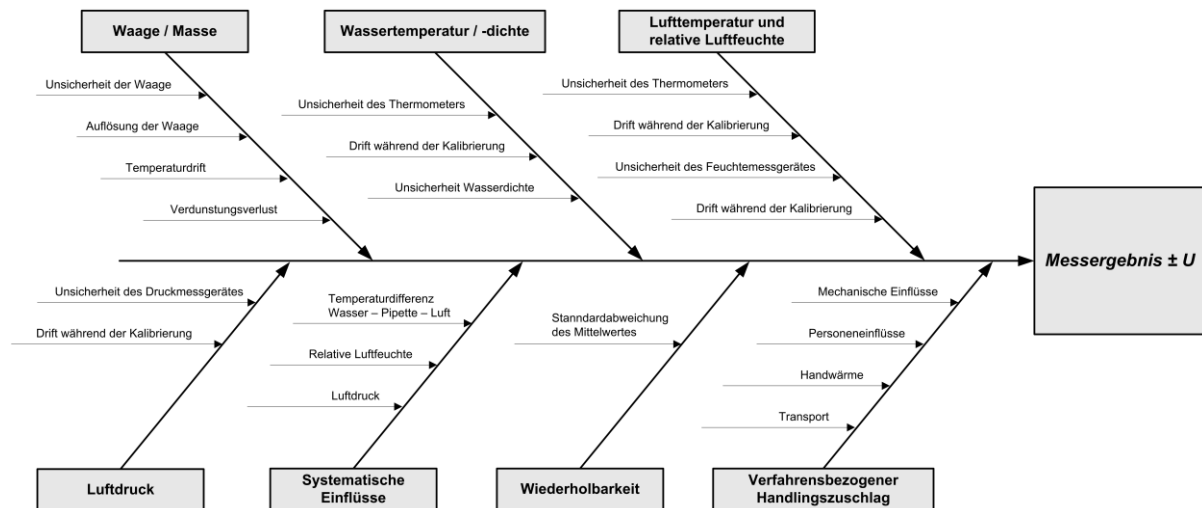 Waage / Masse
Wassertemperatur / -dichte
Lufttemperatur und
relative Luftfeuchte
Unsicherheit der Waage
Auflösung der Waage
Temperaturdrift
Verdunstungsverlust
Unsicherheit des Thermometers
Drift während der Kalibrierung
Unsicherheit Wasserdichte
Unsicherheit des Thermometers
Drift während der Kalibrierung
Unsicherheit des Feuchtemessgerätes
Drift während der Kalibrierung
Messergebnis ± U
Unsicherheit des Druckmessgerätes
Drift während der Kalibrierung
Temperaturdifferenz
Wasser – Pipette – Luft
Relative Luftfeuchte
Luftdruck
Stanndardabweichung
des Mittelwertes
Mechanische Einflüsse
Personeneinflüsse
Handwärme
Transport
Luftdruck
Systematische
Einflüsse
Wiederholbarkeit
Verfahrensbezogener
Handlingszuschlag